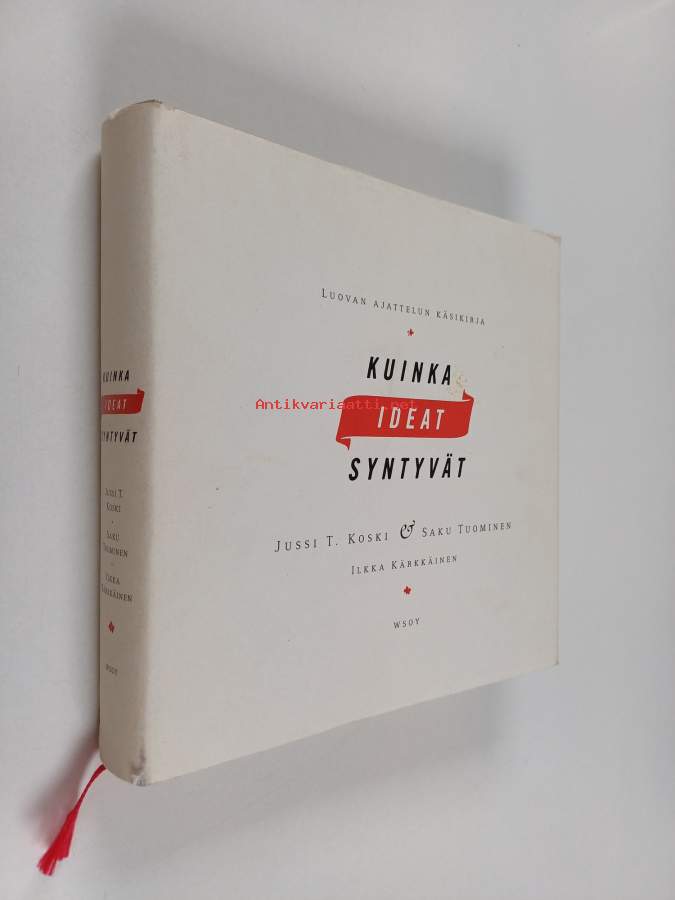 LUOVAN AJATTELUN KÄSIKIRJA
KUINKA
IDEAT
SYNTYVÄT
JUSSI T. KOSKI & SAKU TUOMINEN
ILKKA KÄRKKÄINEN
WSOY
KUINKA
IDEAT
SYNTYVÄT
JUSSI T.
KOSKI
SAKU
TUOMINEN
ILKKA
KÄRKKÄINEN
WSOY
Antikvariaatti.net